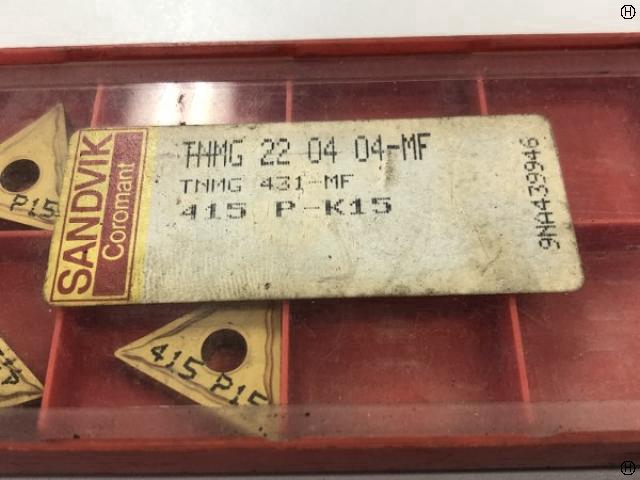 SANDVIK
Coromant
TNMG 22 04 04-MF
TNMG 431-MF
415 P-K15
9NA439946
P15
415 P15
H
H